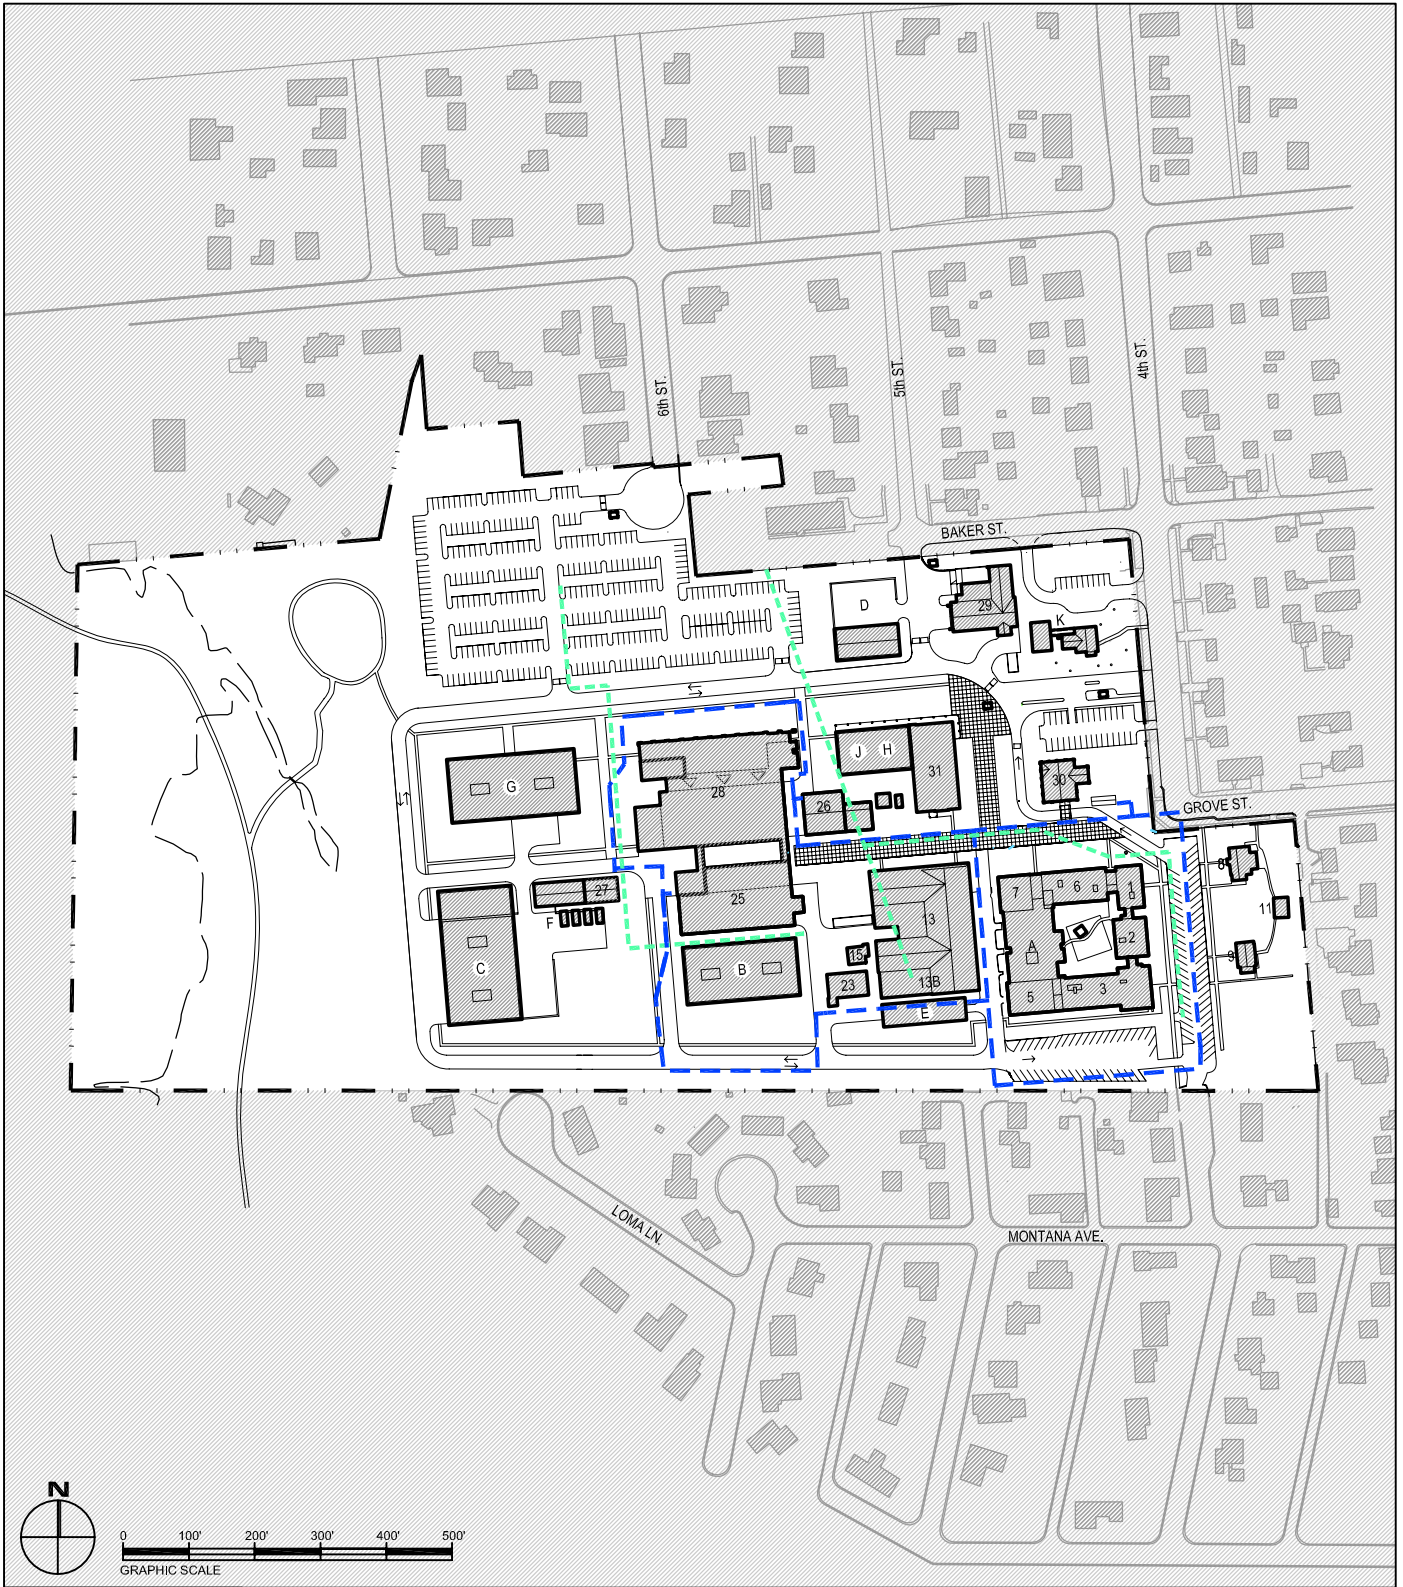 6th ST.
5th ST.
4th ST.
BAKER ST.
D
29
K
J H
G
28
31
30
26
GROVE ST.
8
27
F
7
6
1
25
13
11
2
A
C
B
15
9
23
13B
5
3
E
LOMA LN.
MONTANA AVE.
N
0 100' 200' 300' 400' 500'
GRAPHIC SCALE